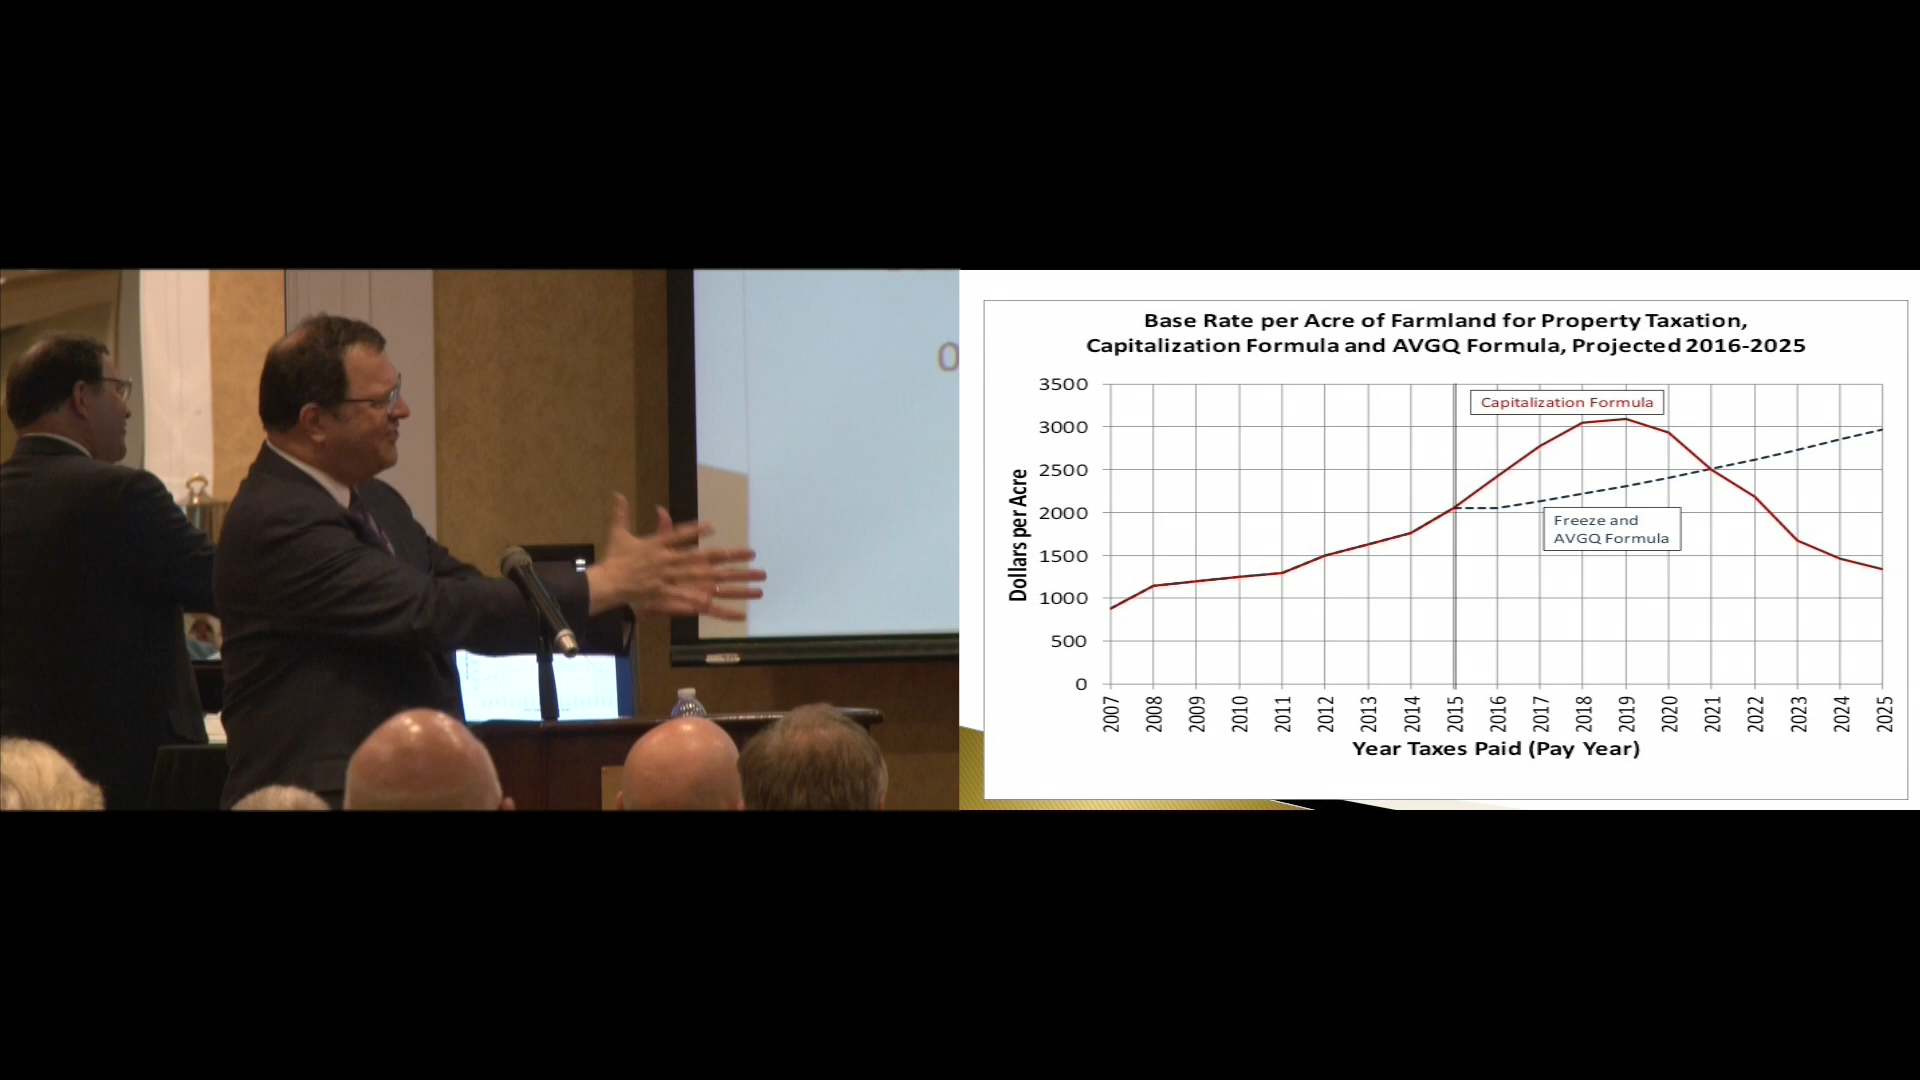 Base Rate per Acre of Farmland for Property Taxation,
Capitalization Formula and AVGQ Formula, Projected 2016-2025
3500
3000
2500
2000
1500
1000
500
0
Dollars per Acre
Capitalization Formula
Freeze and
AVGQ Formula
2007 2008 2009 2010 2011 2012 2013 2014 2015 2016 2017 2018 2019 2020 2021 2022 2023 2024 2025
Year Taxes Paid (Pay Year)